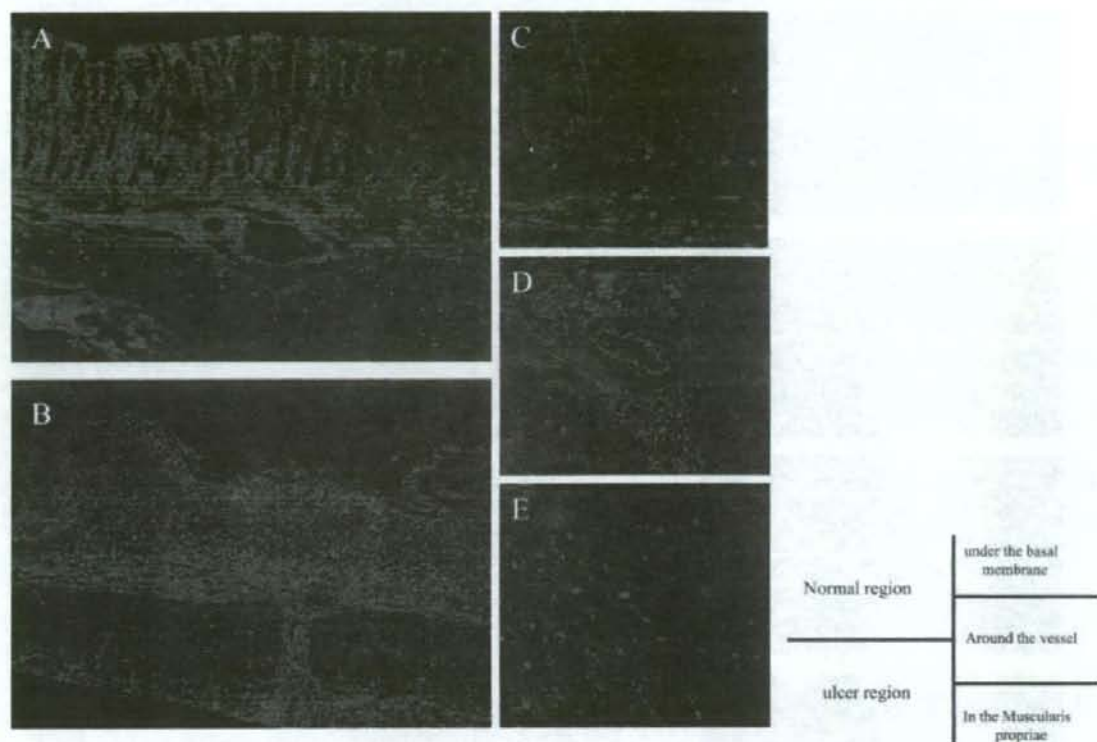 A
B
C
D
E
Normal region
ulcer region
under the basal
membrane
Around the vessel
In the Muscularis
propriae